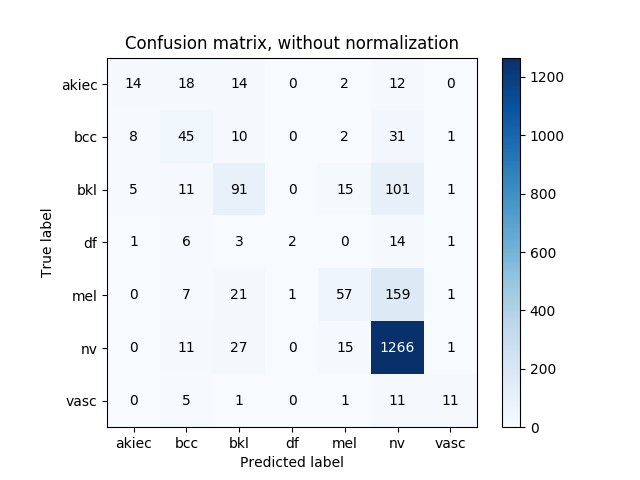 Confusion matrix, without normalization
akiec 14 18 14 0 2 12 0
bcc 8 45 10 0 2 31 1
bkl 5 11 91 0 15 101 1
df 1 6 3 2 0 14 1
mel 0 7 21 1 57 159 1
nv 0 11 27 0 15 1266 1
vasc 0 5 1 0 1 11 11
akiec bcc bkl df mel nv vasc
True label
Predicted label
1200
1000
800
600
400
200
0